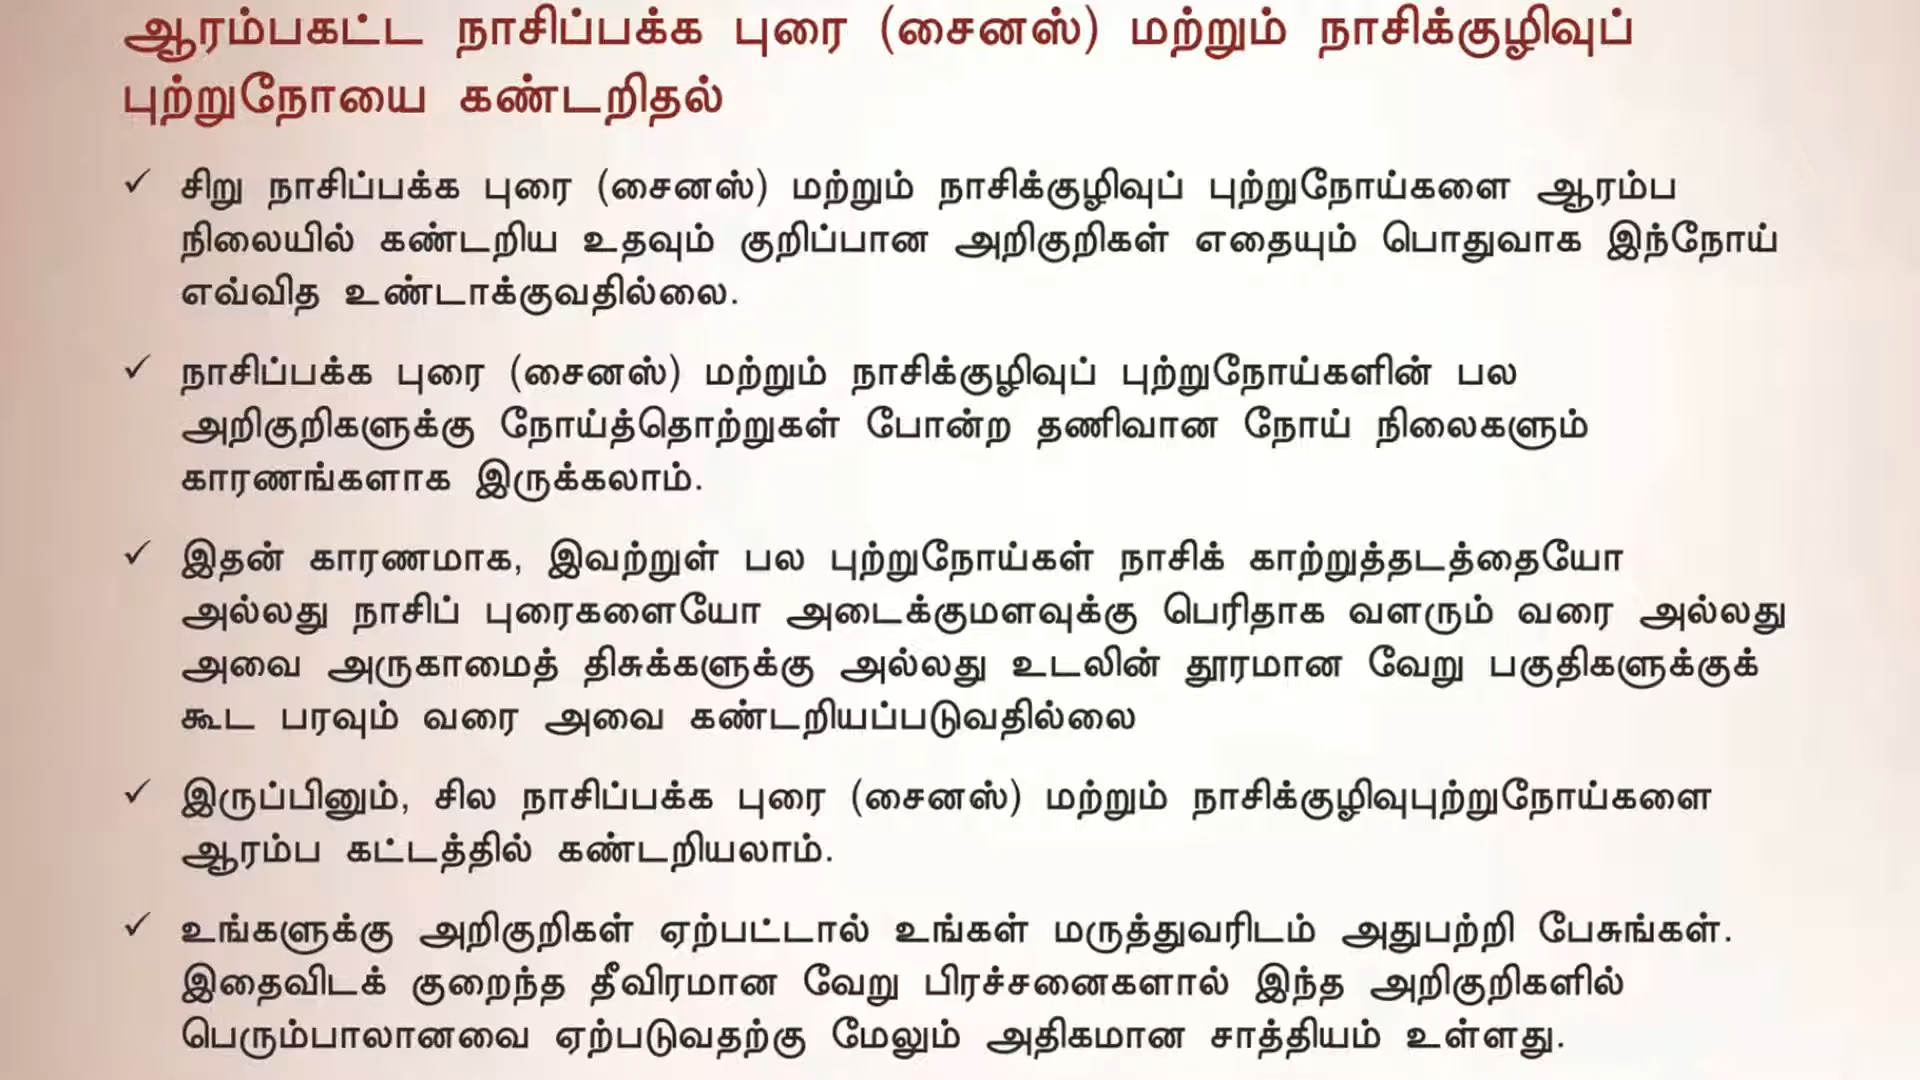 ஆரம்பகட்ட நாசிப்பக்க புரை (சைனஸ்) மற்றும் நாசிக்குழிவுப்
புற்றுநோயை கண்டறிதல்
✓ சிறு நாசிப்பக்க புரை (சைனஸ்) மற்றும் நாசிக்குழிவுப் புற்றுநோய்களை ஆரம்ப
நிலையில் கண்டறிய உதவும் குறிப்பான அறிகுறிகள் எதையும் பொதுவாக இந்நோய்
எவ்வித உண்டாக்குவதில்லை.
✓ நாசிப்பக்க புரை (சைனஸ்) மற்றும் நாசிக்குழிவுப் புற்றுநோய்களின் பல
அறிகுறிகளுக்கு நோய்த்தொற்றுகள் போன்ற தணிவான நோய் நிலைகளும்
காரணங்களாக இருக்கலாம்.
✓ இதன் காரணமாக, இவற்றுள் பல புற்றுநோய்கள் நாசிக் காற்றுத்தடத்தையோ
அல்லது நாசிப் புரைகளையோ அடைக்குமளவுக்கு பெரிதாக வளரும் வரை அல்லது
அவை அருகாமைத் திசுக்களுக்கு அல்லது உடலின் தூரமான வேறு பகுதிகளுக்குக்
கூட பரவும் வரை அவை கண்டறியப்படுவதில்லை
✓ இருப்பினும், சில நாசிப்பக்க புரை (சைனஸ்) மற்றும் நாசிக்குழிவுபுற்றுநோய்களை
ஆரம்ப கட்டத்தில் கண்டறியலாம்.
✓ உங்களுக்கு அறிகுறிகள் ஏற்பட்டால் உங்கள் மருத்துவரிடம் அதுபற்றி பேசுங்கள்.
இதைவிடக் குறைந்த தீவிரமான வேறு பிரச்சனைகளால் இந்த அறிகுறிகளில்
பெரும்பாலானவை ஏற்படுவதற்கு மேலும் அதிகமான சாத்தியம் உள்ளது.